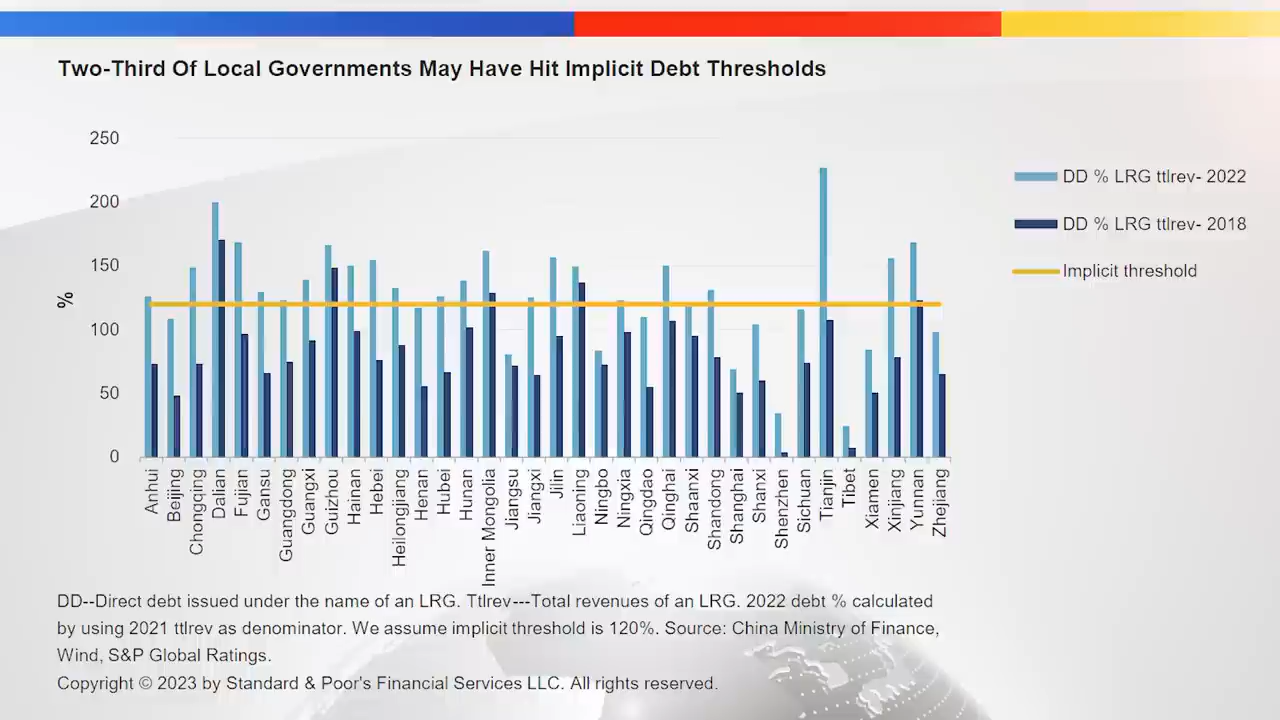 Two-Third Of Local Governments May Have Hit Implicit Debt Thresholds
250
200
150
100
50
0
%
DD % LRG ttlrev- 2022
DD % LRG ttlrev- 2018
Implicit threshold
Anhui
Beijing
Chongqing
Dalian
Fujian
Gansu
Guangdong
Guangxi
Guizhou
Hainan
Hebei
Heilongjiang
Henan
Hubei
Hunan
Inner Mongolia
Jiangsu
Jiangxi
Jilin
Liaoning
Ningbo
Ningxia
Qingdao
Qinghai
Shaanxi
Shandong
Shanghai
Shanxi
Shenzhen
Sichuan
Tianjin
Tibet
Xiamen
Xinjiang
Yunnan
Zhejiang
DD--Direct debt issued under the name of an LRG. Ttlrev---Total revenues of an LRG. 2022 debt % calculated
by using 2021 ttlrev as denominator. We assume implicit threshold is 120%. Source: China Ministry of Finance,
Wind, S&P Global Ratings.
Copyright © 2023 by Standard & Poor's Financial Services LLC. All rights reserved.